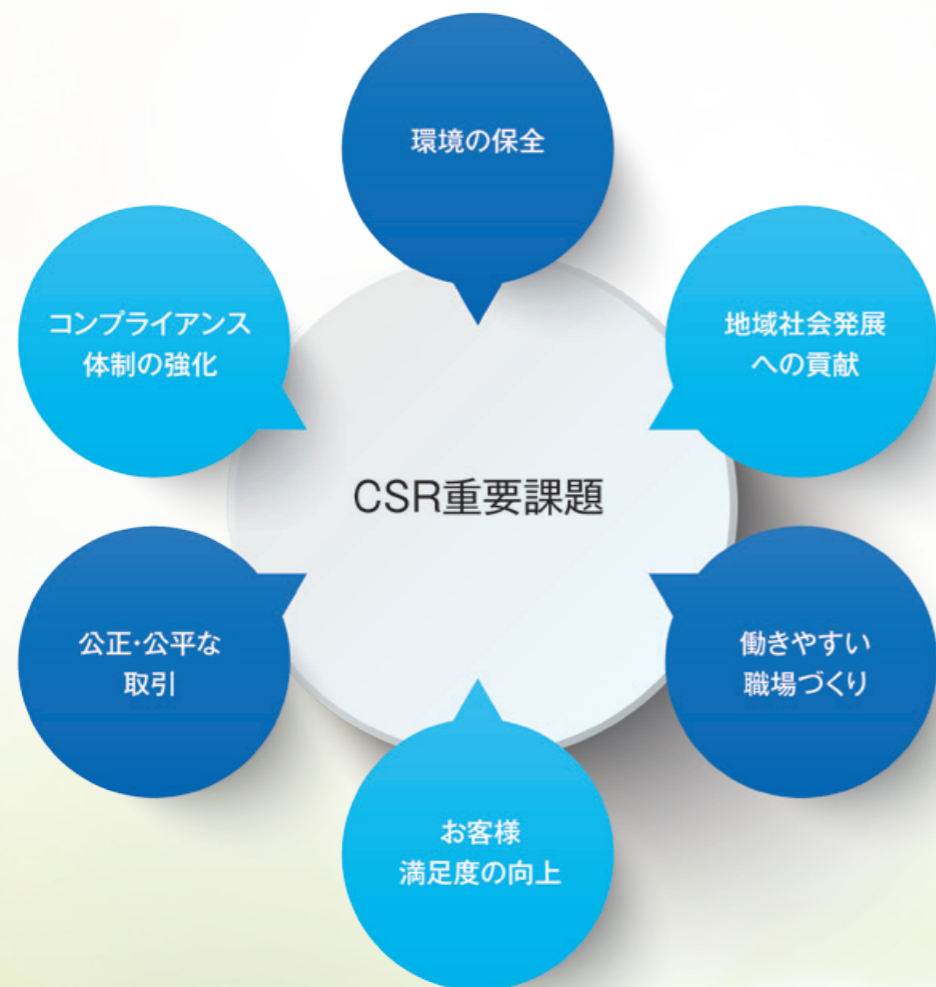 環境の保全
地域社会発展
への貢献
働きやすい
職場づくり
お客様
満足度の向上
公正・公平な
取引
コンプライアンス
体制の強化
CSR重要課題